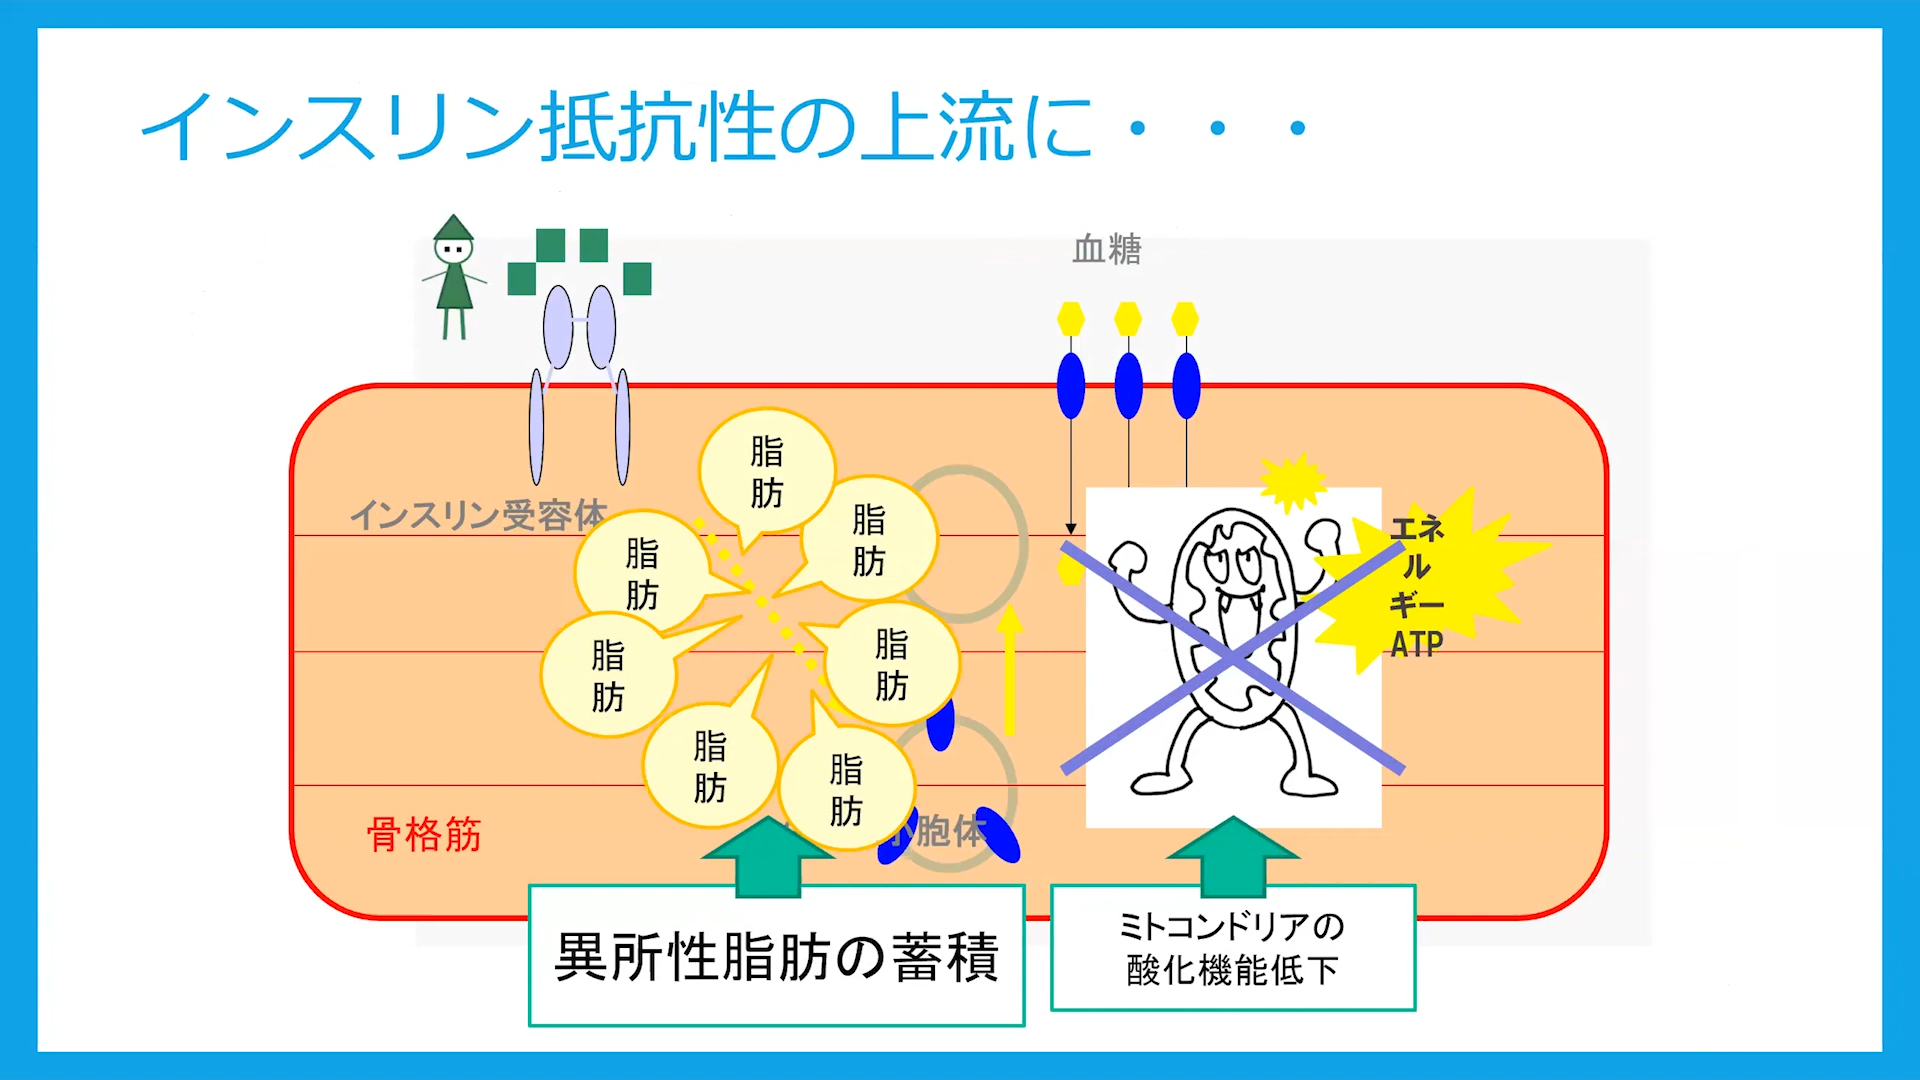 インスリン抵抗性の上流に・・・
血糖
インスリン受容体
脂
肪
脂
肪
脂
肪
脂
肪
脂
肪
脂
肪
脂
肪
エネ
ル
ギー
ATP
小胞体
骨格筋
異所性脂肪の蓄積
ミトコンドリアの
酸化機能低下